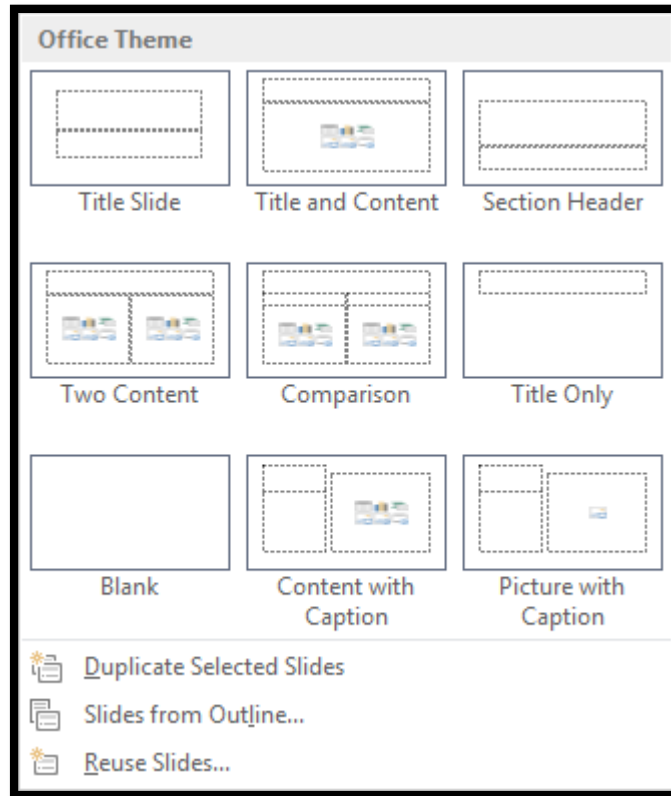 Office Theme
Title Slide
Title and Content
Section Header
Two Content
Comparison
Title Only
Blank
Content with
Caption
Picture with
Caption
Duplicate Selected Slides
Slides from Outline...
Reuse Slides...